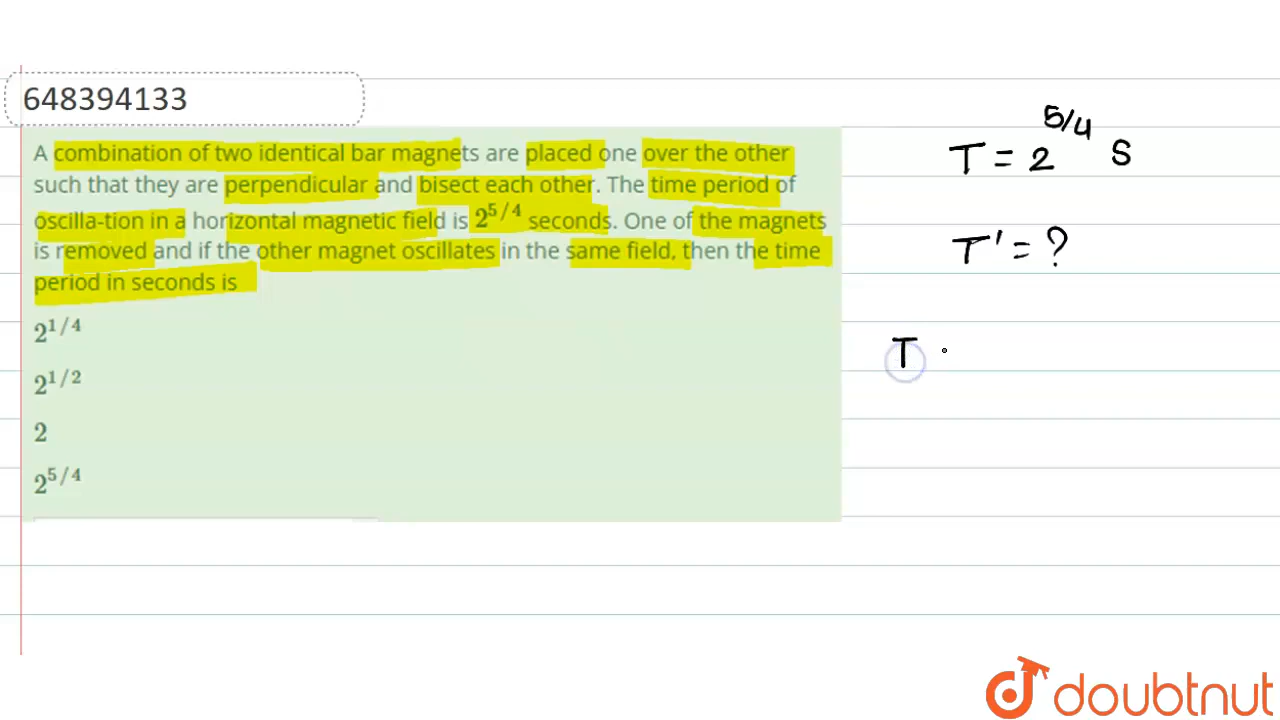 648394133
A combination of two identical bar magnets are placed one over the other
such that they are perpendicular and bisect each other. The time period of
oscilla-tion in a horizontal magnetic field is 2^{5/4} seconds. One of the magnets
is removed and if the other magnet oscillates in the same field, then the time
period in seconds is
2^{1/4}
2^{1/2}
2
2^{5/4}
T = 2^{5/4} S
T' = ?
T
doubtnut